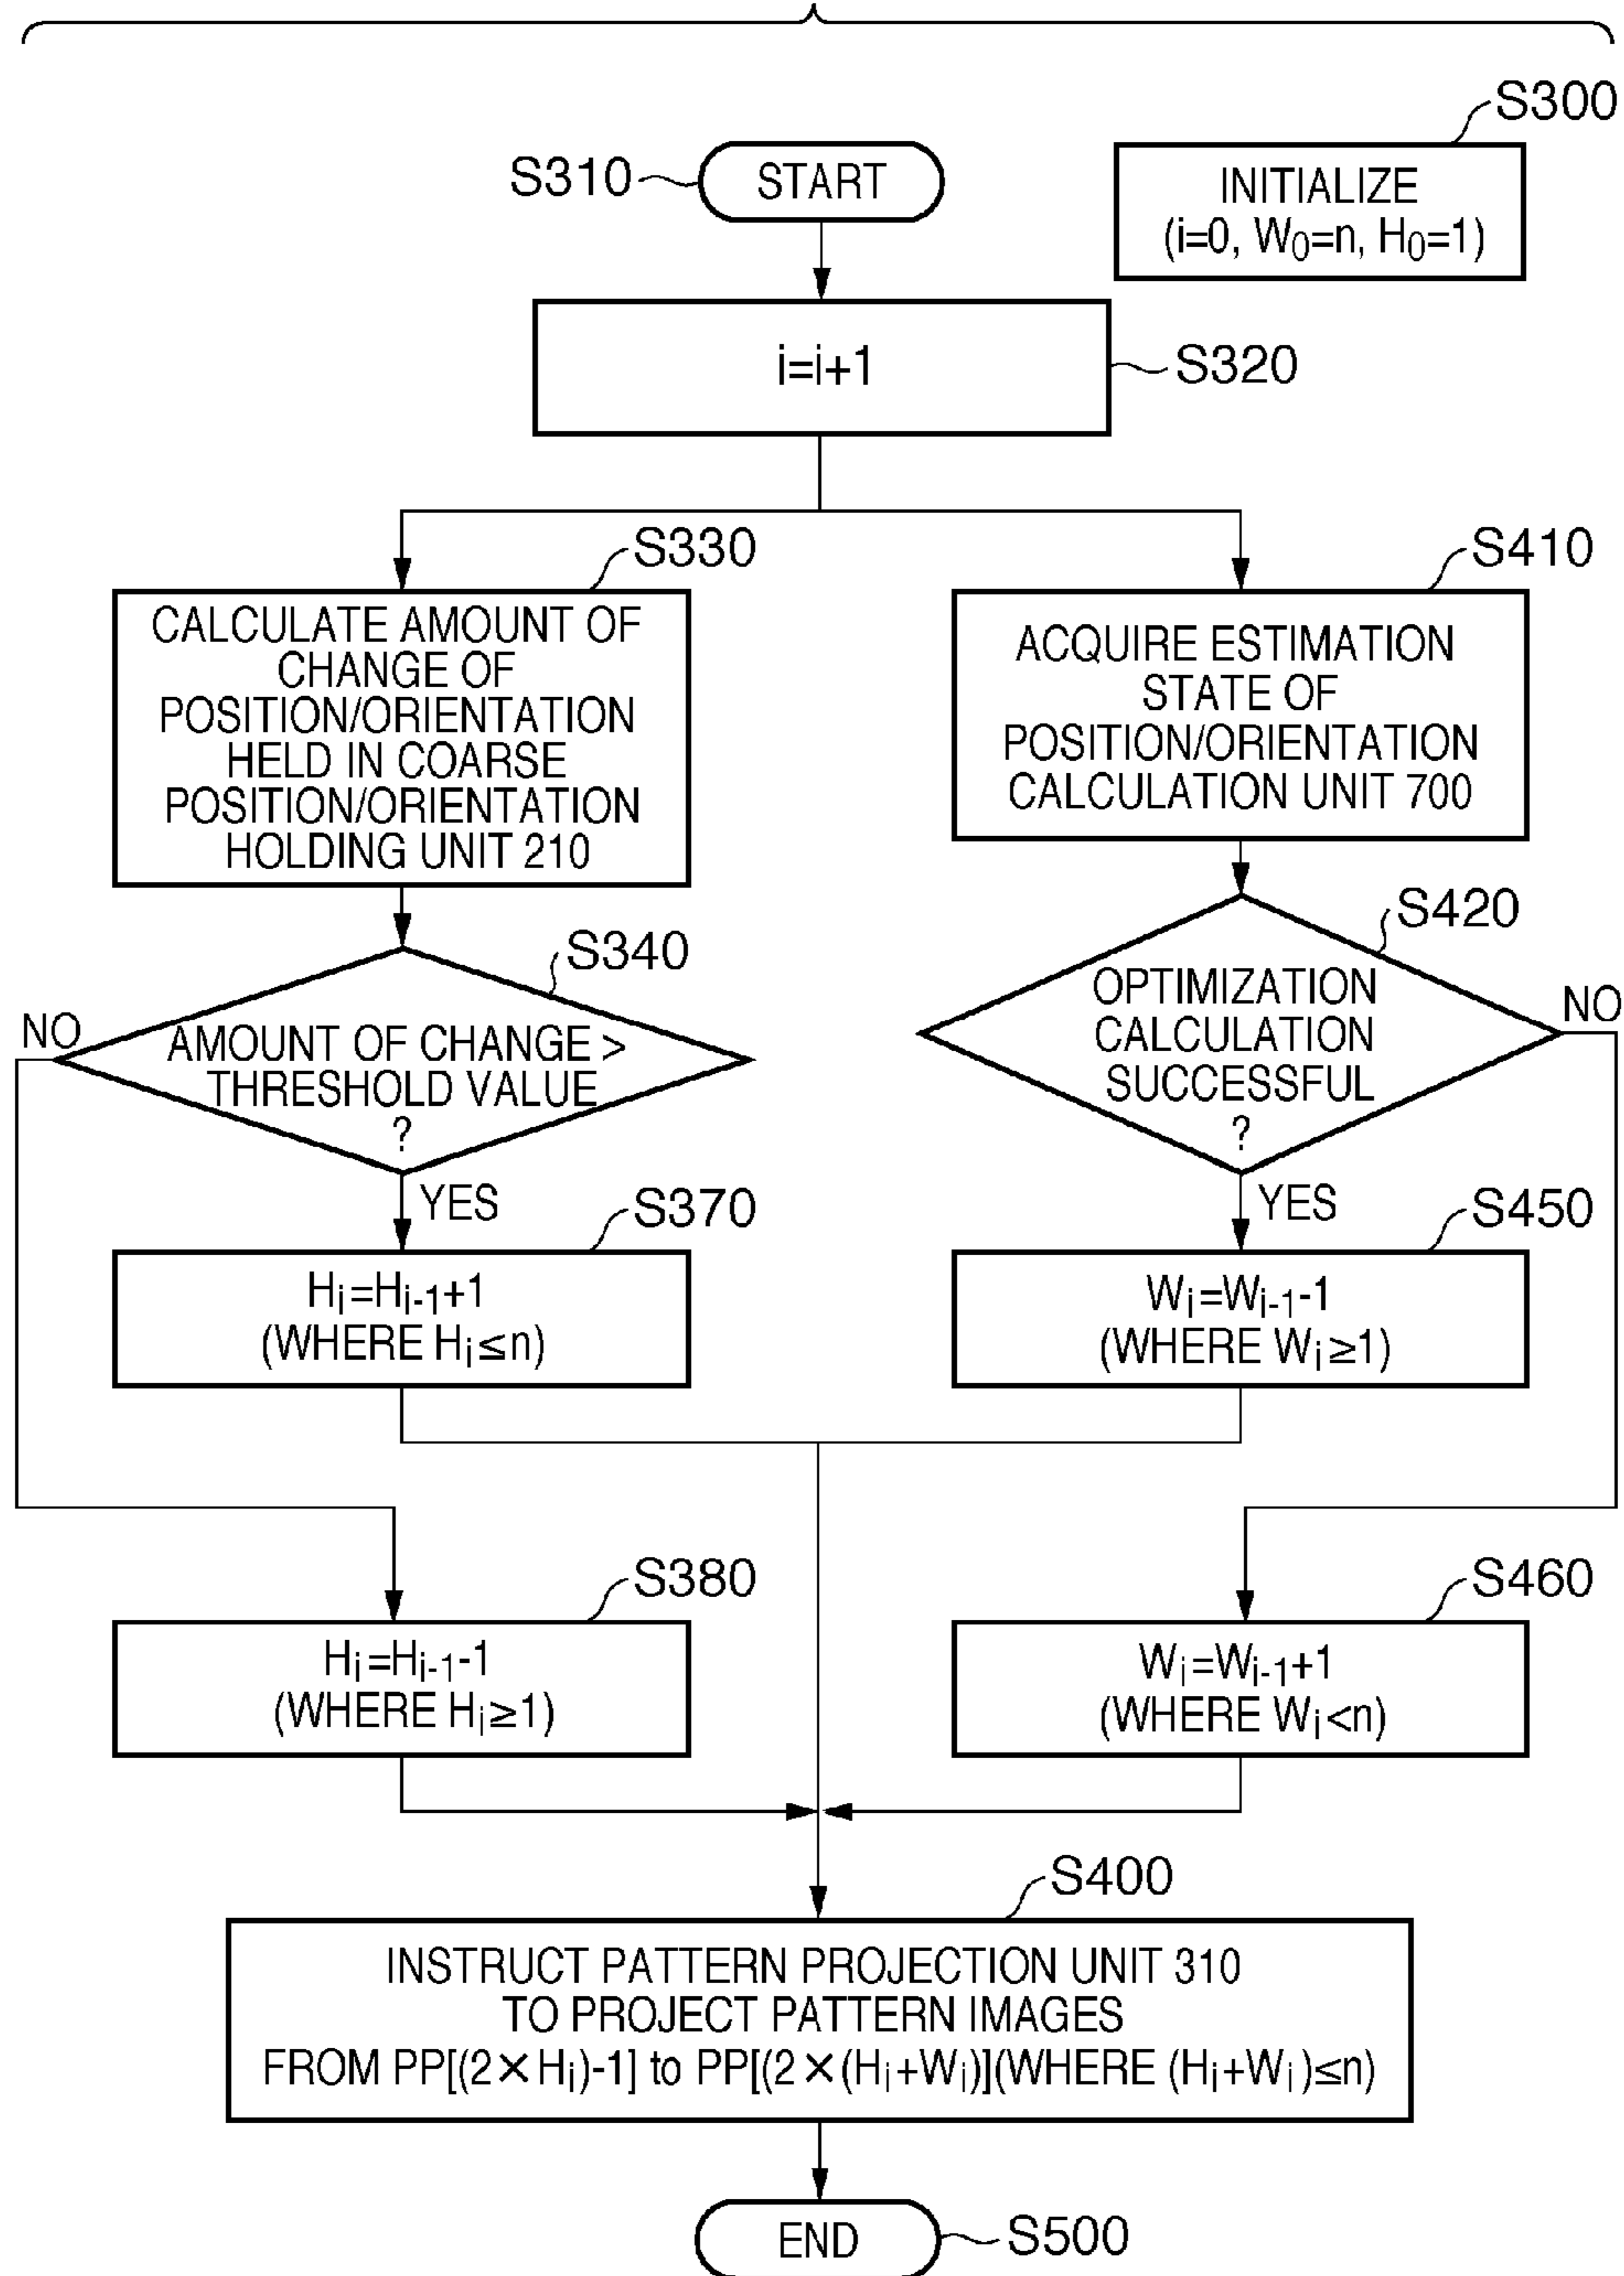 S300
S310
START
INITIALIZE
(i=0, W₀=n, H₀=1)
i=i+1
S320
S330
CALCULATE AMOUNT OF
CHANGE OF
POSITION/ORIENTATION
HELD IN COARSE
POSITION/ORIENTATION
HOLDING UNIT 210
S410
ACQUIRE ESTIMATION
STATE OF
POSITION/ORIENTATION
CALCULATION UNIT 700
S340
NO
AMOUNT OF CHANGE >
THRESHOLD VALUE
?
YES
S420
OPTIMIZATION
CALCULATION
SUCCESSFUL
?
NO
YES
S370
Hᵢ=Hᵢ₋₁+1
(WHERE Hᵢ≤n)
S450
Wᵢ=Wᵢ₋₁-1
(WHERE Wᵢ≥1)
S380
Hᵢ=Hᵢ₋₁-1
(WHERE Hᵢ≥1)
S460
Wᵢ=Wᵢ₋₁+1
(WHERE Wᵢ<n)
S400
INSTRUCT PATTERN PROJECTION UNIT 310
TO PROJECT PATTERN IMAGES
FROM PP[(2×Hᵢ)-1] to PP[(2×(Hᵢ+Wᵢ)](WHERE (Hᵢ+Wᵢ)≤n)
END
S500